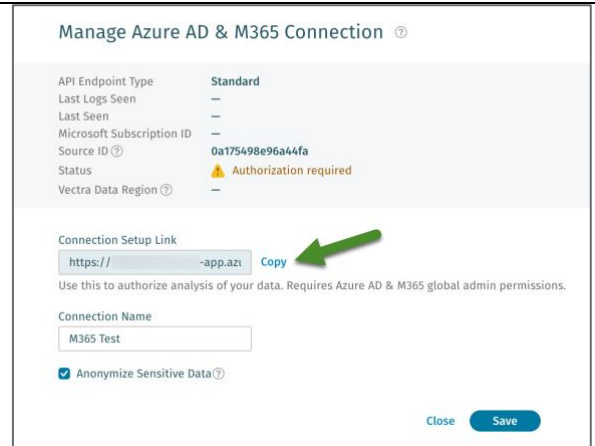 Manage Azure AD & M365 Connection ?
API Endpoint Type Standard
Last Logs Seen —
Last Seen —
Microsoft Subscription ID —
Source ID ? 0a175498e96a44fa
Status Authorization required
Vectra Data Region ? —
Connection Setup Link
https:// -app.azu Copy
Use this to authorize analysis of your data. Requires Azure AD & M365 global admin permissions.
Connection Name
M365 Test
Anonymize Sensitive Data ?
Close Save